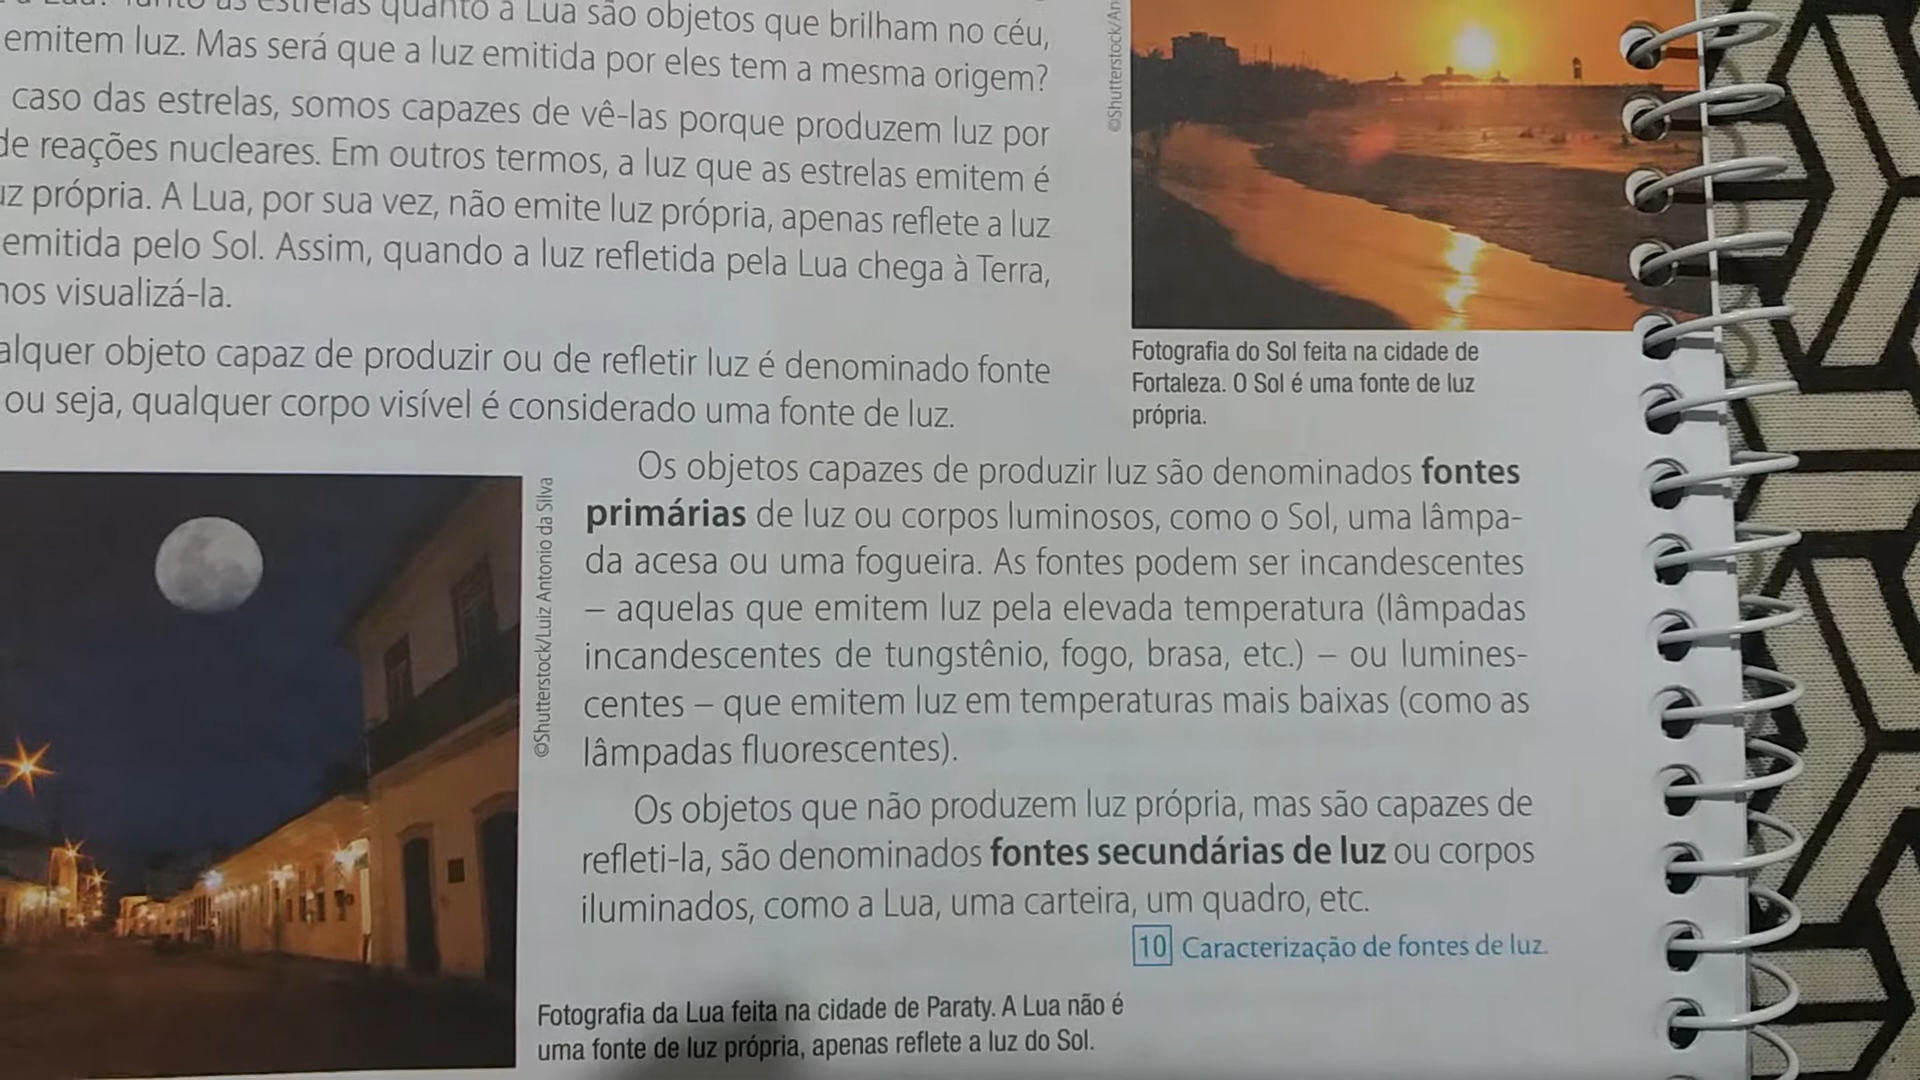 estrelas quanto a Lua são objetos que brilham no céu,
emitem luz. Mas será que a luz emitida por eles tem a mesma origem?
caso das estrelas, somos capazes de vê-las porque produzem luz por
de reações nucleares. Em outros termos, a luz que as estrelas emitem é
própria. A Lua, por sua vez, não emite luz própria, apenas reflete a luz
emitida pelo Sol. Assim, quando a luz refletida pela Lua chega à Terra,
visualizá-la.
objeto capaz de produzir ou de refletir luz é denominado fonte
ou seja, qualquer corpo visível é considerado uma fonte de luz.
©Shutterstock/An
Fotografia do Sol feita na cidade de
Fortaleza. O Sol é uma fonte de luz
própria.
©Shutterstock/Luiz Antonio da Silva
Os objetos capazes de produzir luz são denominados fontes
primárias de luz ou corpos luminosos, como o Sol, uma lâmpa-
da acesa ou uma fogueira. As fontes podem ser incandescentes
– aquelas que emitem luz pela elevada temperatura (lâmpadas
incandescentes de tungstênio, fogo, brasa, etc.) – ou lumines-
centes – que emitem luz em temperaturas mais baixas (como as
lâmpadas fluorescentes).
Os objetos que não produzem luz própria, mas são capazes de
refleti-la, são denominados fontes secundárias de luz ou corpos
iluminados, como a Lua, uma carteira, um quadro, etc.
10 Caracterização de fontes de luz.
Fotografia da Lua feita na cidade de Paraty. A Lua não é
uma fonte de luz própria, apenas reflete a luz do Sol.